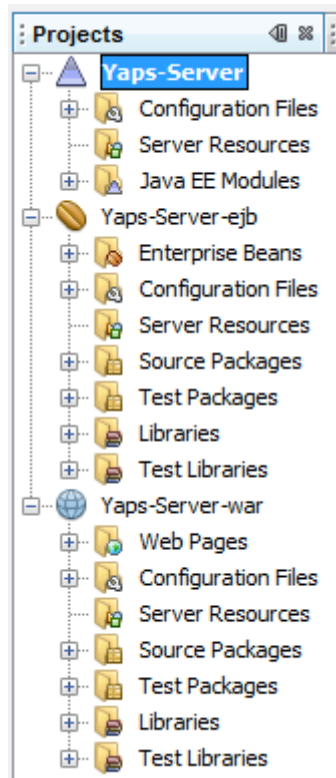 Projects
Yaps-Server
Configuration Files
Server Resources
Java EE Modules
Yaps-Server-ejb
Enterprise Beans
Configuration Files
Server Resources
Source Packages
Test Packages
Libraries
Test Libraries
Yaps-Server-war
Web Pages
Configuration Files
Server Resources
Source Packages
Test Packages
Libraries
Test Libraries